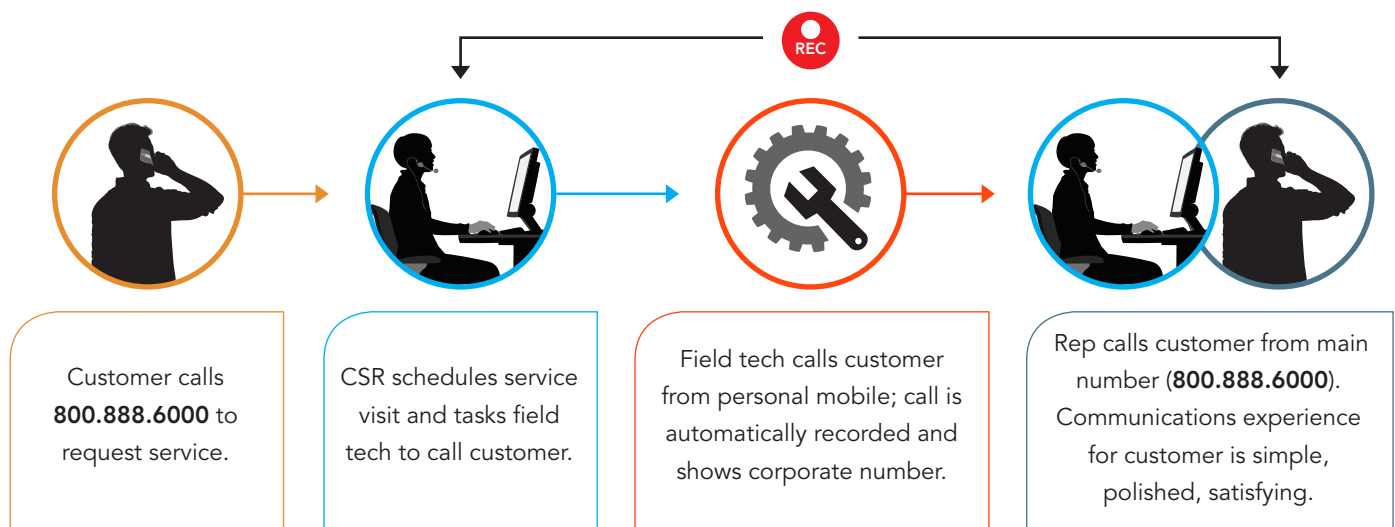 REC
Customer calls
800.888.6000 to
request service.
CSR schedules service
visit and tasks field
tech to call customer.
Field tech calls customer
from personal mobile; call is
automatically recorded and
shows corporate number.
Rep calls customer from main
number (800.888.6000).
Communications experience
for customer is simple,
polished, satisfying.